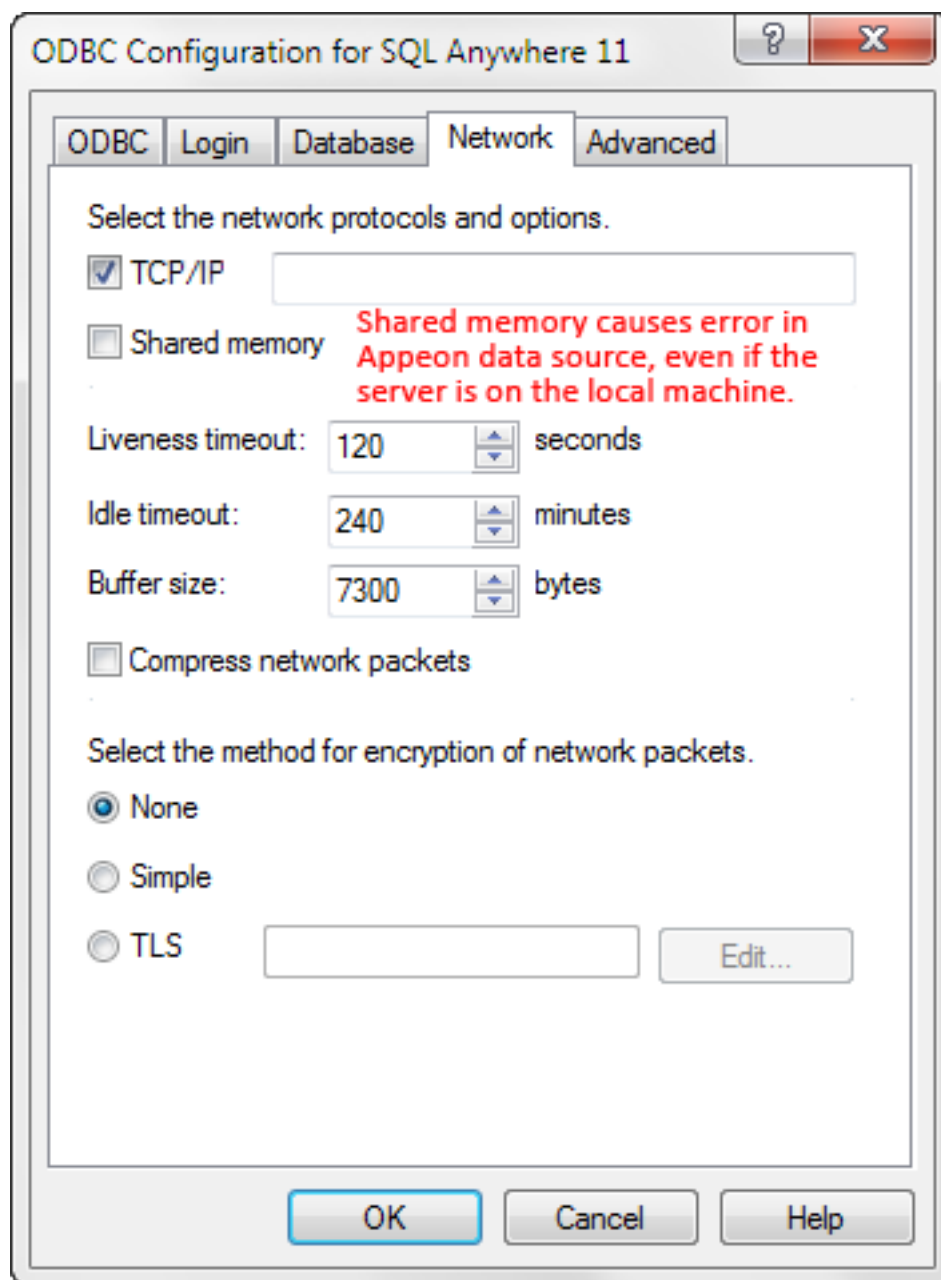 ODBC Configuration for SQL Anywhere 11
ODBC Login Database Network Advanced
Select the network protocols and options.
TCP/IP
Shared memory
Shared memory causes error in
Appeon data source, even if the
server is on the local machine.
Liveness timeout: 120 seconds
Idle timeout: 240 minutes
Buffer size: 7300 bytes
Compress network packets
Select the method for encryption of network packets.
None
Simple
TLS Edit...
OK Cancel Help